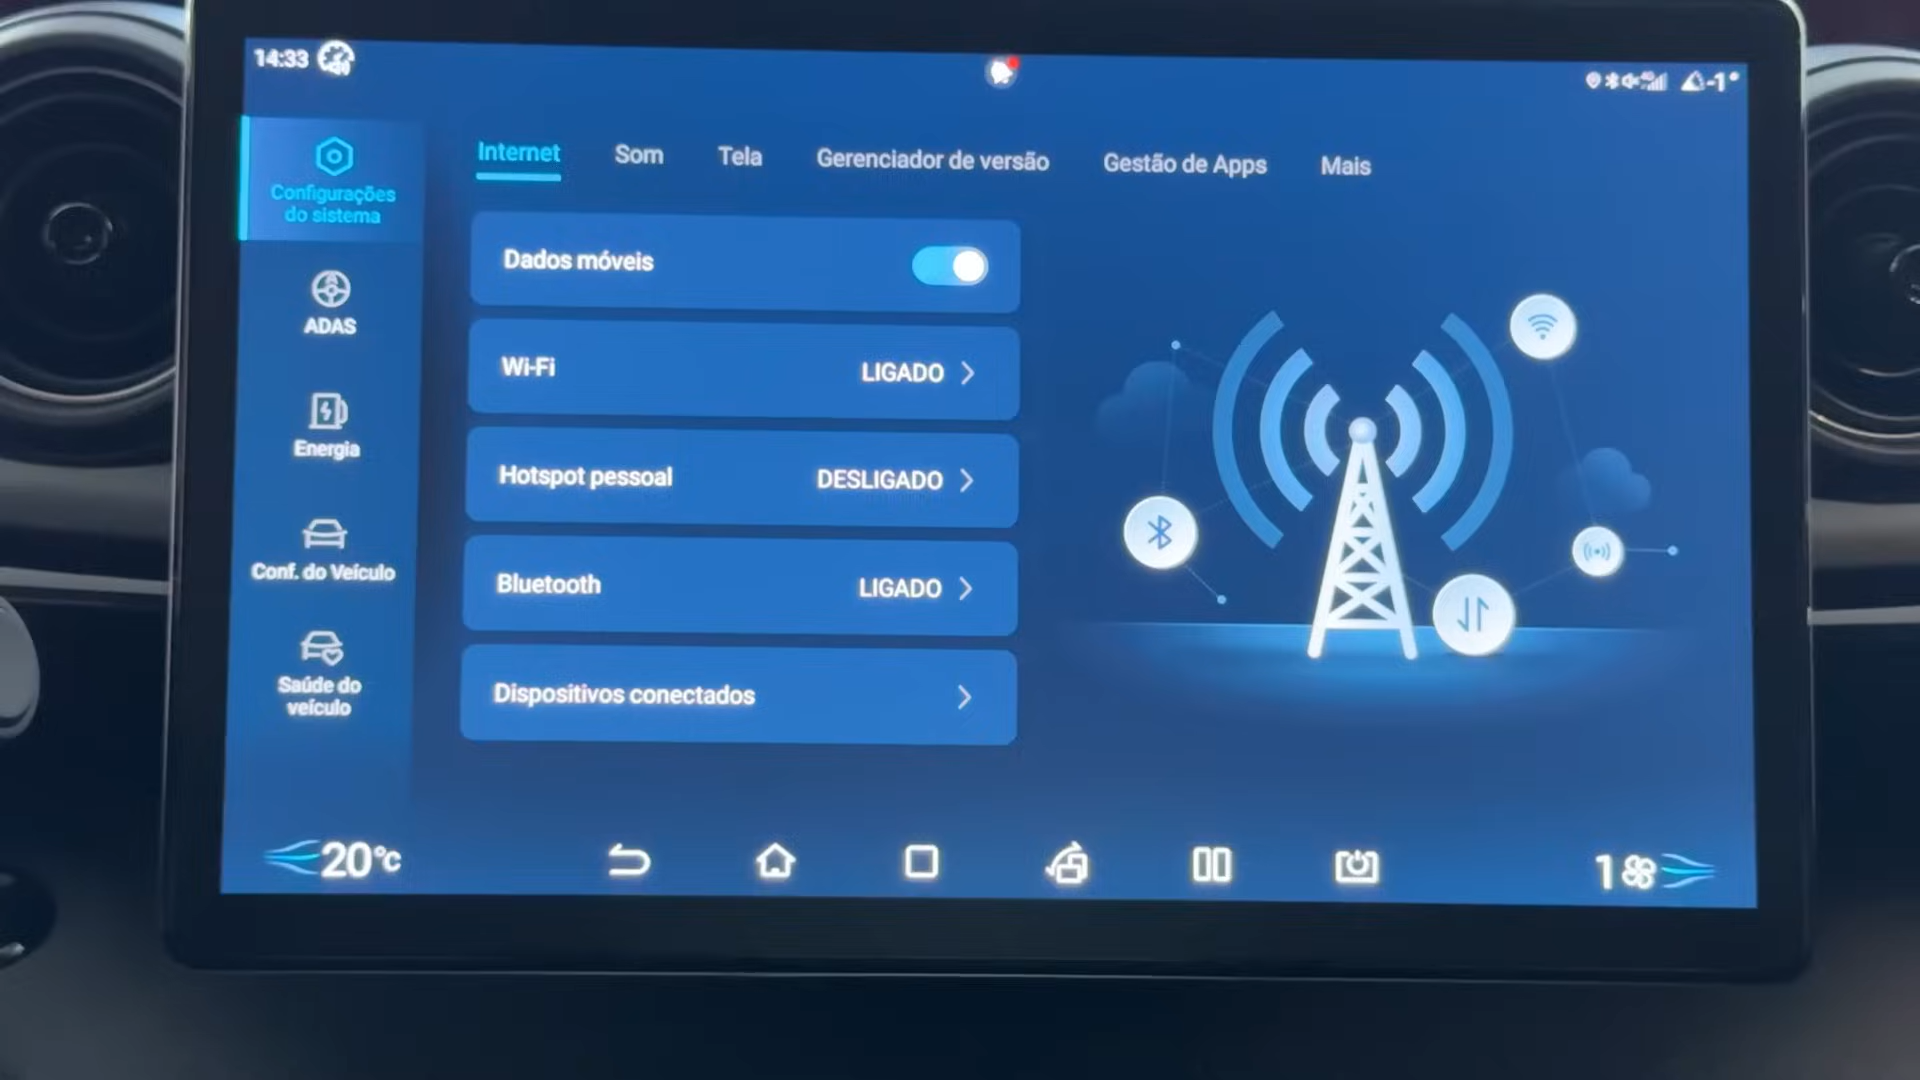 14:33
-1°
Configurações
do sistema
ADAS
Energia
Conf. do Veículo
Saúde do
veículo
Internet
Som
Tela
Gerenciador de versão
Gestão de Apps
Mais
Dados móveis
Wi-Fi
LIGADO
Hotspot pessoal
DESLIGADO
Bluetooth
LIGADO
Dispositivos conectados
20°C
1